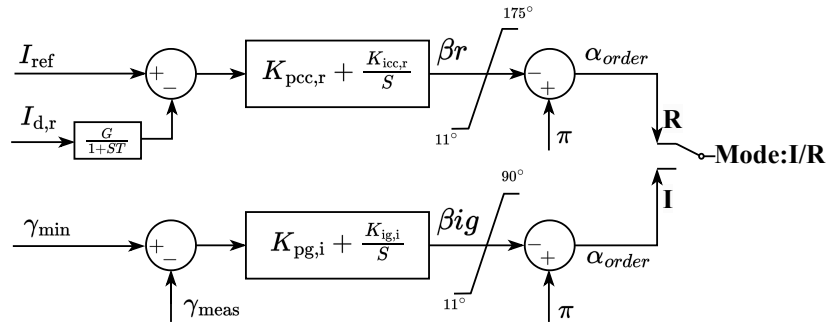 I_ref
+
−
K_pcc,r + K_icc,r/S
βr
175°
11°
−
+
α_order
π
I_d,r
G/1+ST
R
Mode:I/R
I
γ_min
+
−
K_pg,i + K_ig,i/S
βig
90°
11°
−
+
α_order
π
γ_meas